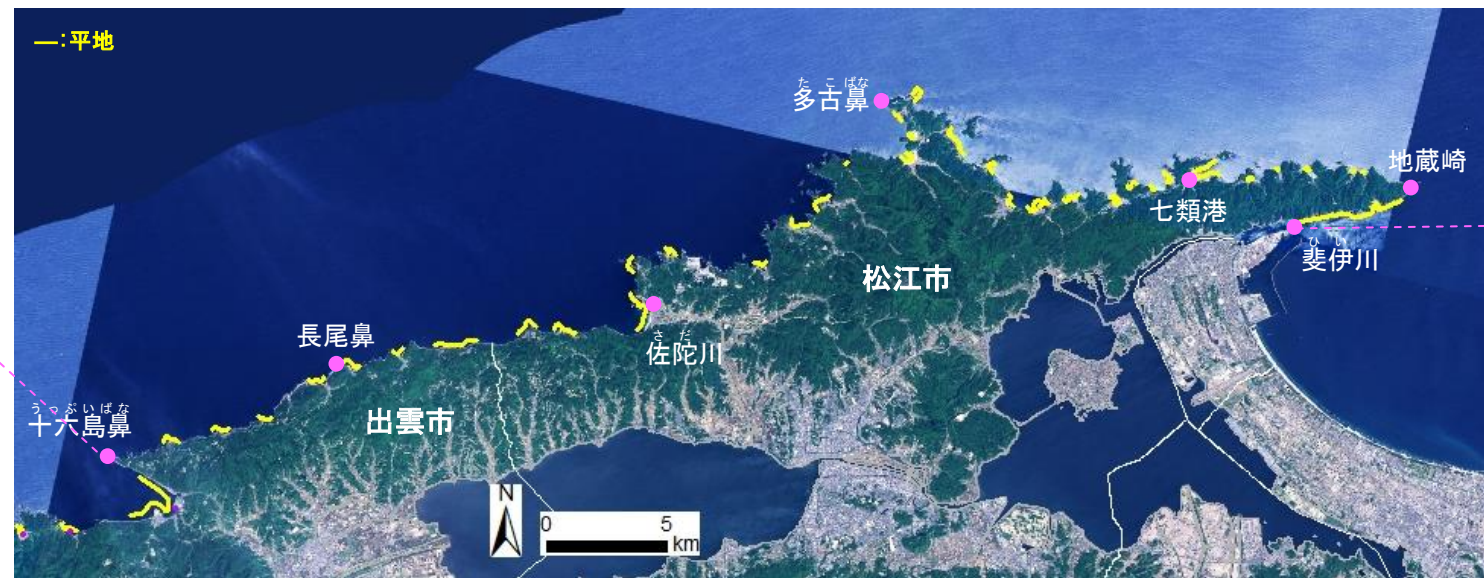 ―：平地
たこばな
多古鼻
地蔵崎
七類港
ひい
斐伊川
松江市
長尾鼻
さだ
佐陀川
うっぷいばな
十六島鼻
出雲市
N
0 5
km